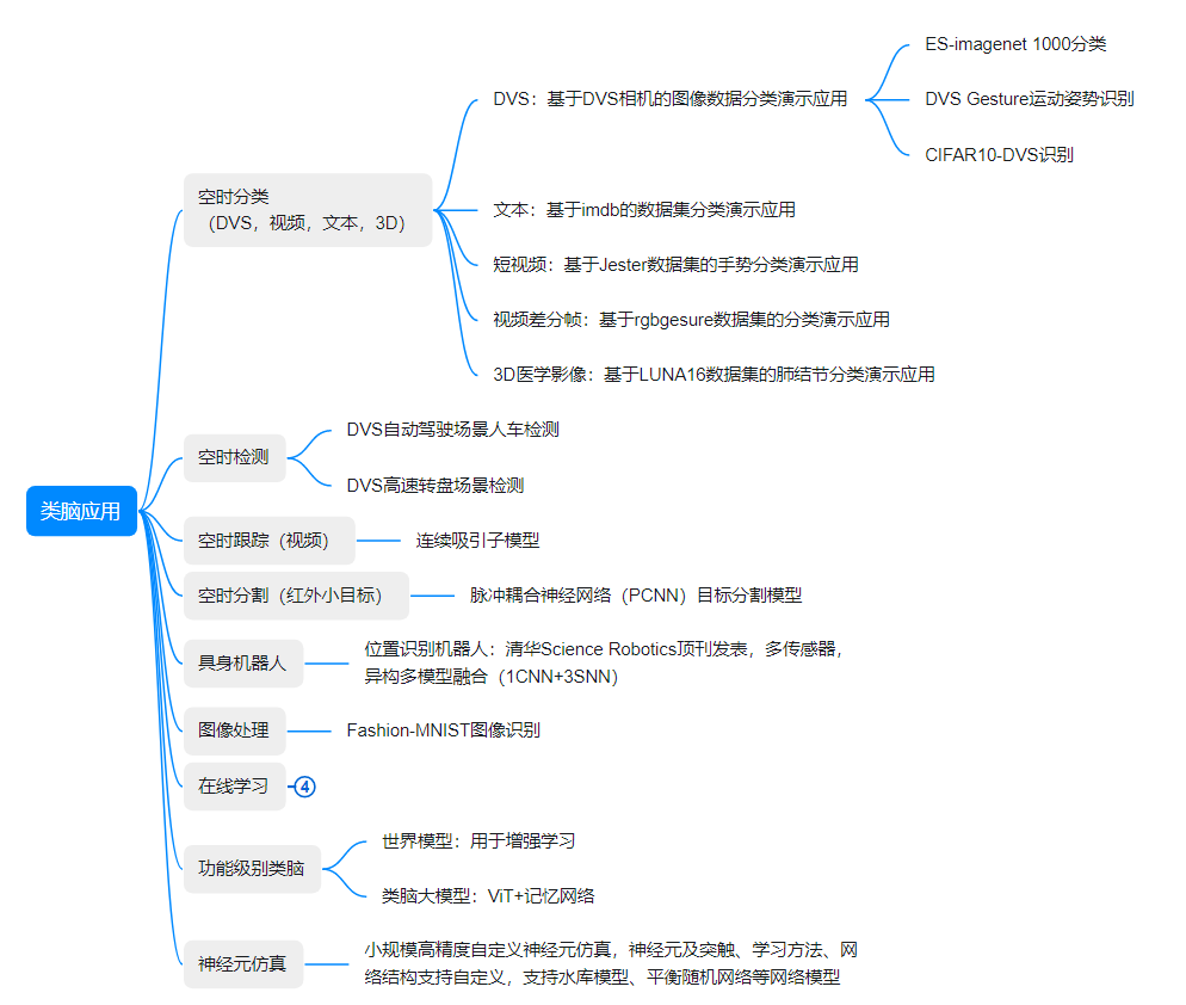 类脑应用
空时分类
（DVS，视频，文本，3D）
DVS：基于DVS相机的图像数据分类演示应用
ES-imagenet 1000分类
DVS Gesture运动姿势识别
CIFAR10-DVS识别
文本：基于imdb的数据集分类演示应用
短视频：基于Jester数据集的手势分类演示应用
视频差分帧：基于rgbgesure数据集的分类演示应用
3D医学影像：基于LUNA16数据集的肺结节分类演示应用
空时检测
DVS自动驾驶场景人车检测
DVS高速转盘场景检测
空时跟踪（视频）
连续吸引子模型
空时分割（红外小目标）
脉冲耦合神经网络（PCNN）目标分割模型
具身机器人
位置识别机器人：清华Science Robotics顶刊发表，多传感器，
异构多模型融合（1CNN+3SNN）
图像处理
Fashion-MNIST图像识别
在线学习
4
功能级别类脑
世界模型：用于增强学习
类脑大模型：ViT+记忆网络
神经元仿真
小规模高精度自定义神经元仿真，神经元及突触、学习方法、网
络结构支持自定义，支持水库模型、平衡随机网络等网络模型